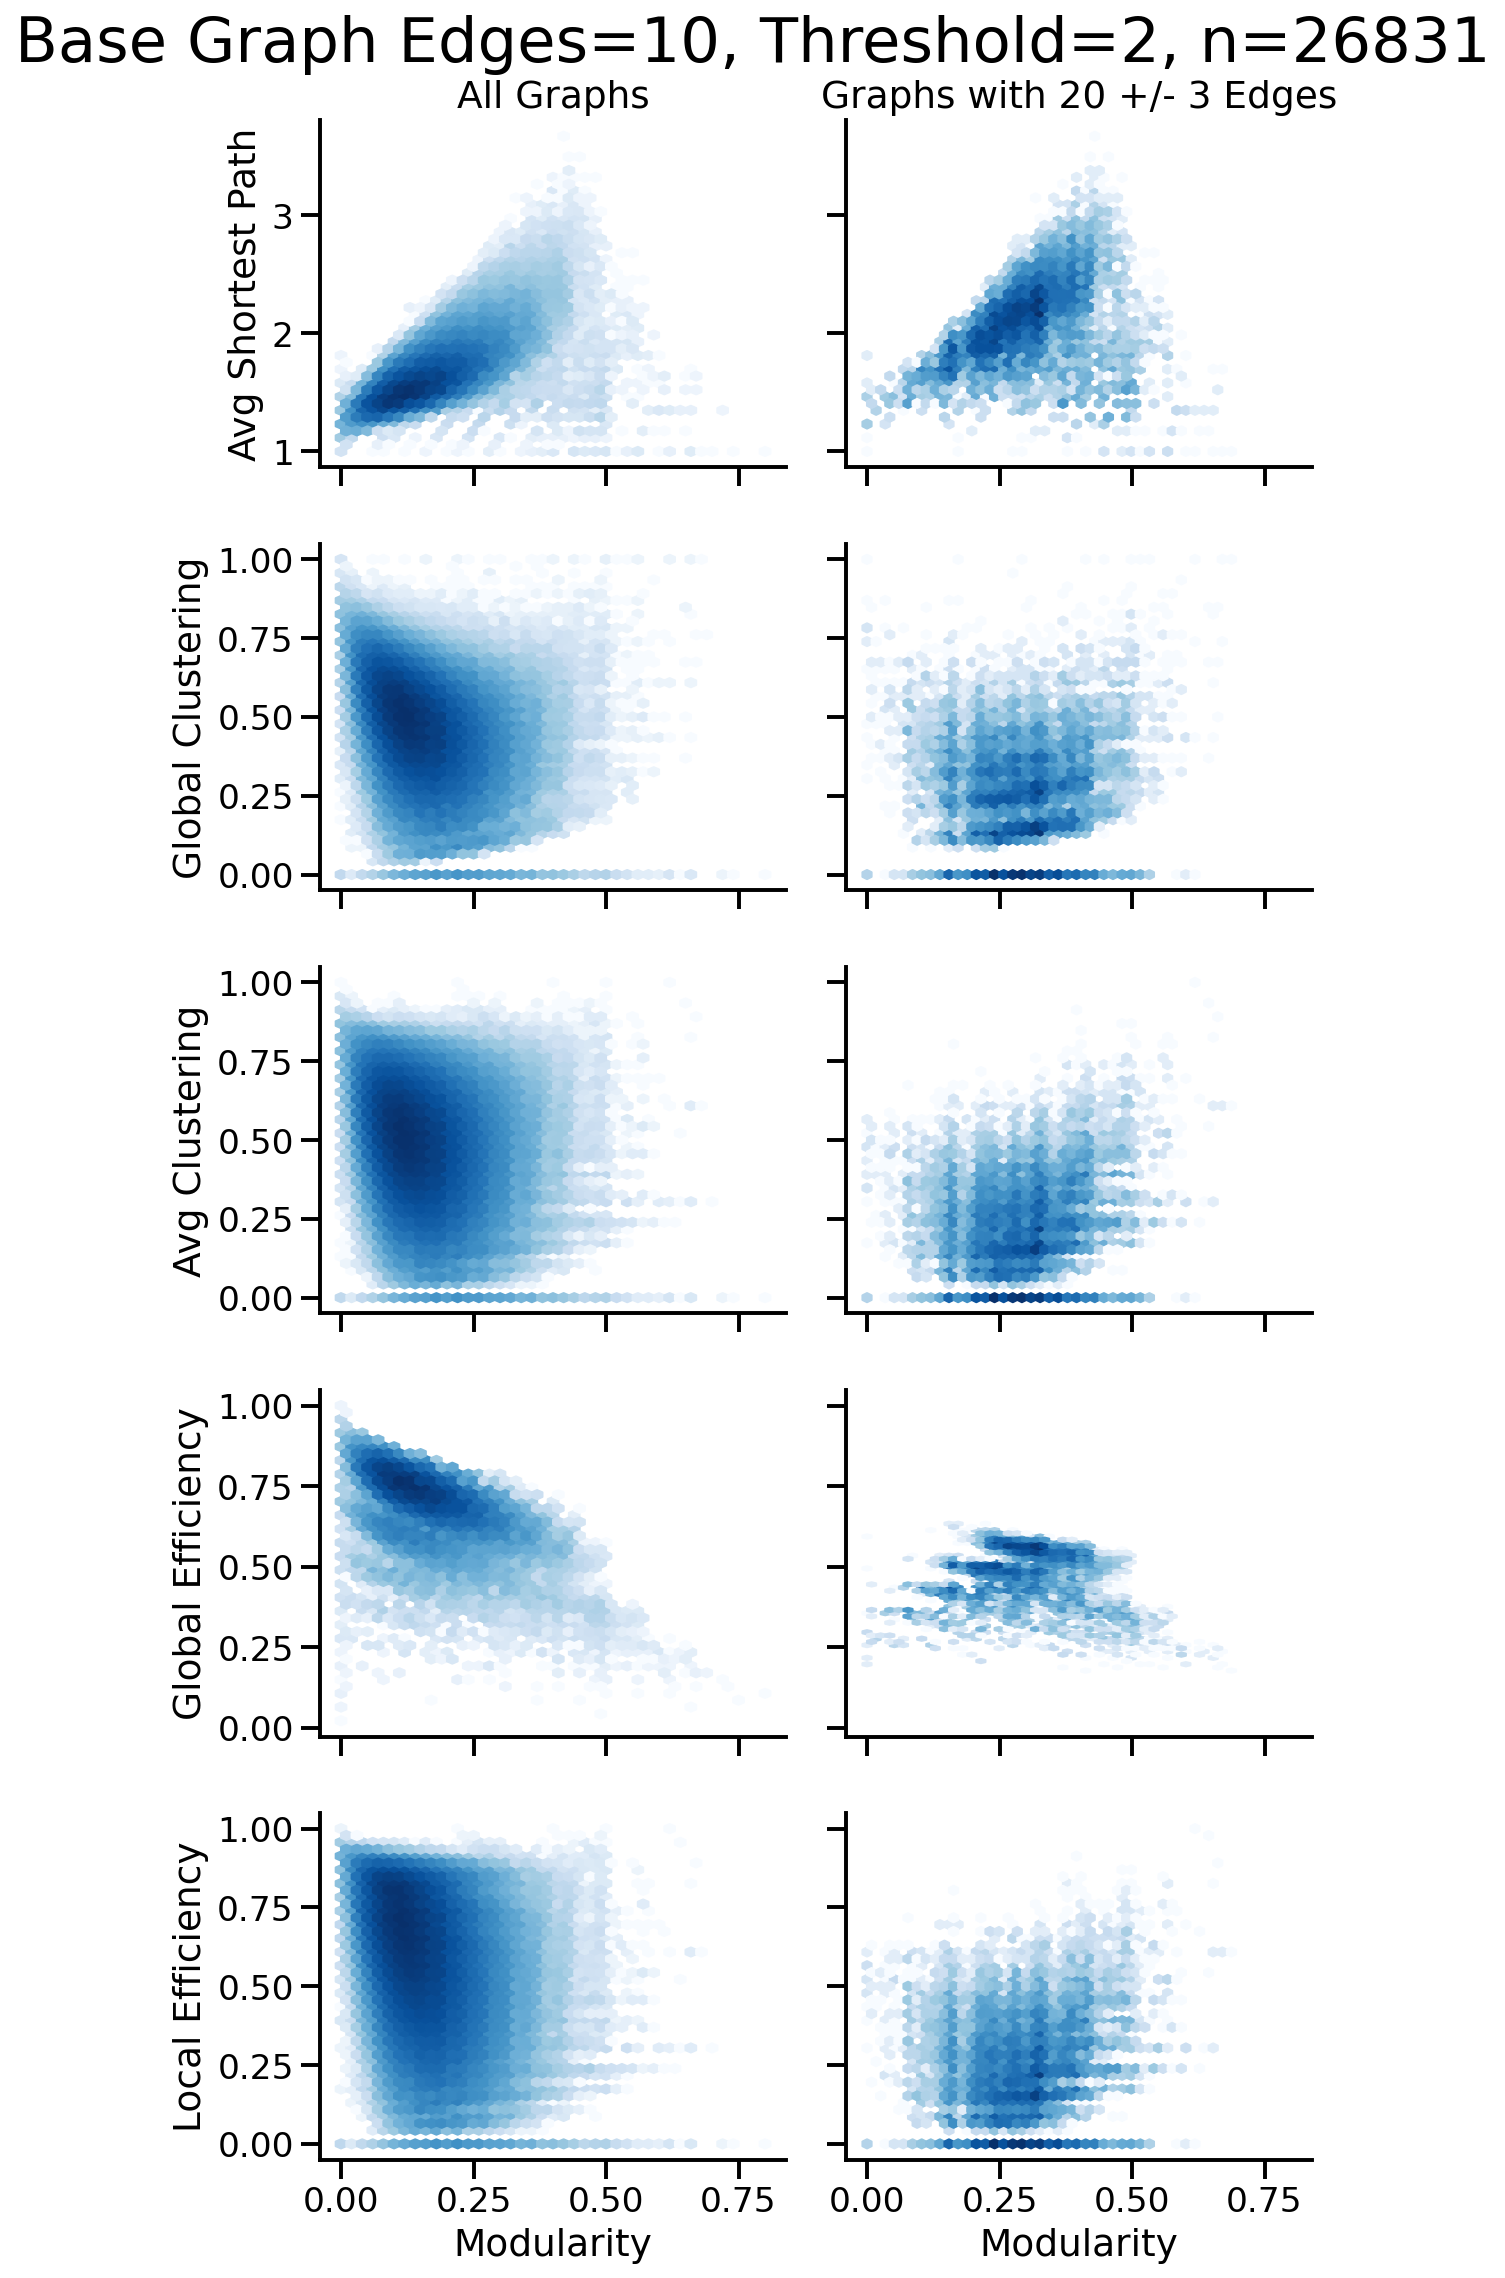 Base Graph Edges=10, Threshold=2, n=26831
All Graphs
Graphs with 20 +/- 3 Edges
Avg Shortest Path
3
2
1
Global Clustering
1.00
0.75
0.50
0.25
0.00
Avg Clustering
1.00
0.75
0.50
0.25
0.00
Global Efficiency
1.00
0.75
0.50
0.25
0.00
Local Efficiency
1.00
0.75
0.50
0.25
0.00
0.00 0.25 0.50 0.75
0.00 0.25 0.50 0.75
Modularity
Modularity